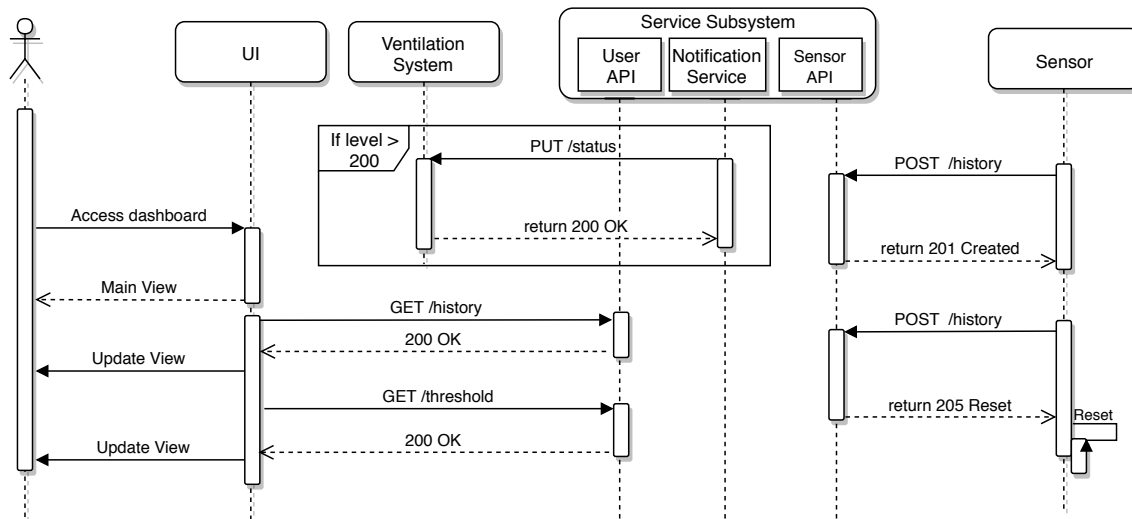 Service Subsystem
UI
Ventilation
System
User
API
Notification
Service
Sensor
API
Sensor
If level >
200
PUT /status
POST /history
Access dashboard
return 200 OK
return 201 Created
Main View
GET /history
POST /history
200 OK
Update View
GET /threshold
return 205 Reset
Reset
200 OK
Update View